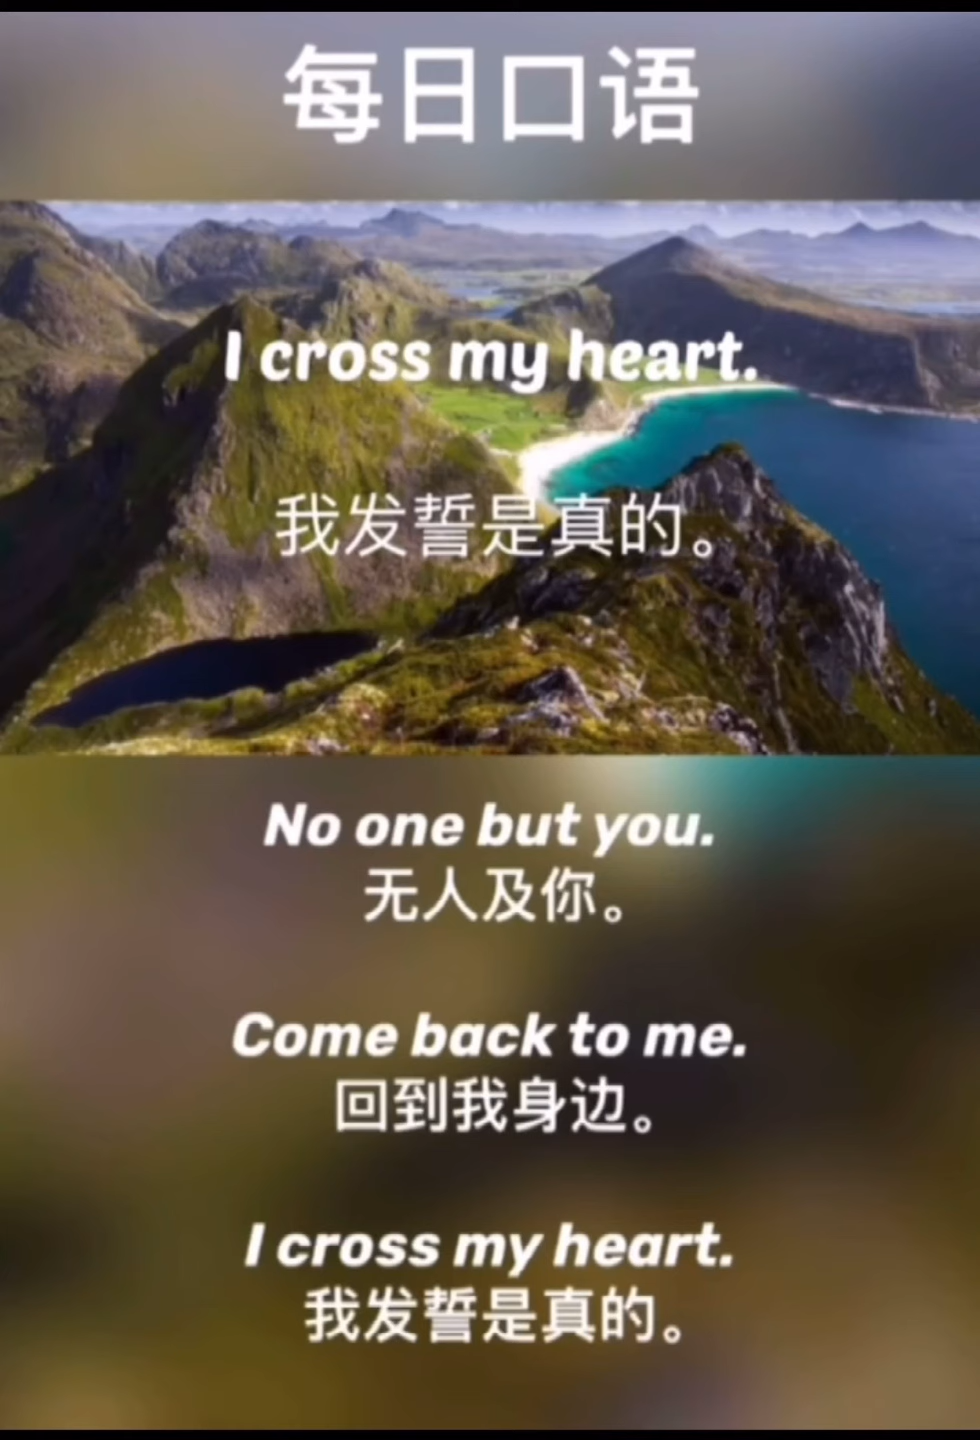 每日口语
I cross my heart.
我发誓是真的。
No one but you.
无人及你。
Come back to me.
回到我身边。
I cross my heart.
我发誓是真的。